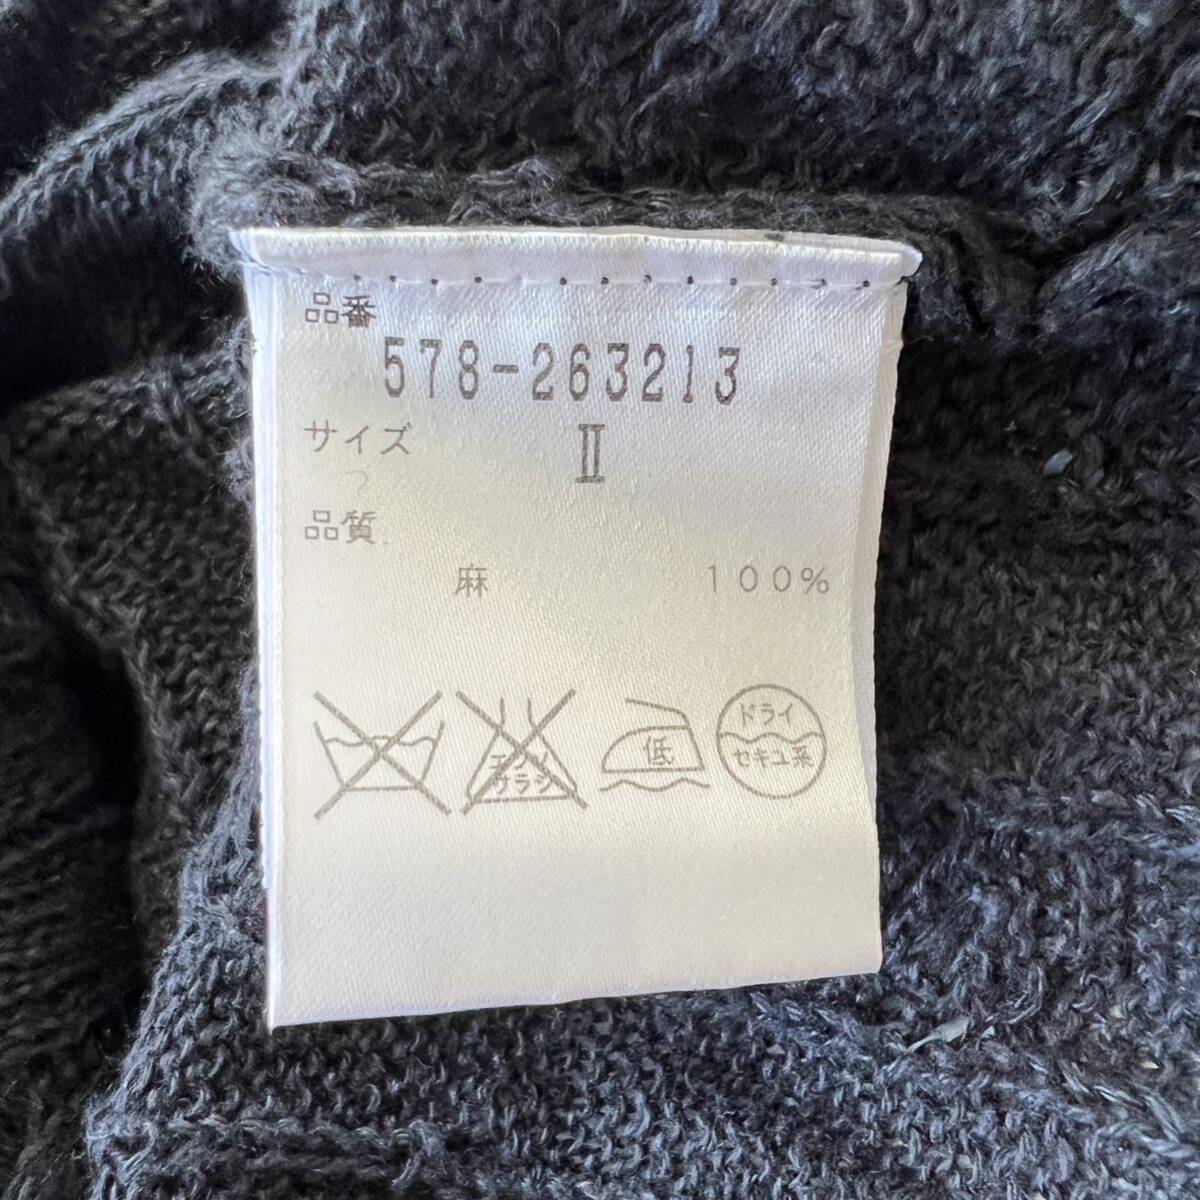 品番
578-263213
サイズ Ⅱ
品質
麻 100%
エンソ
サラシ
低
ドライ
セキユ系